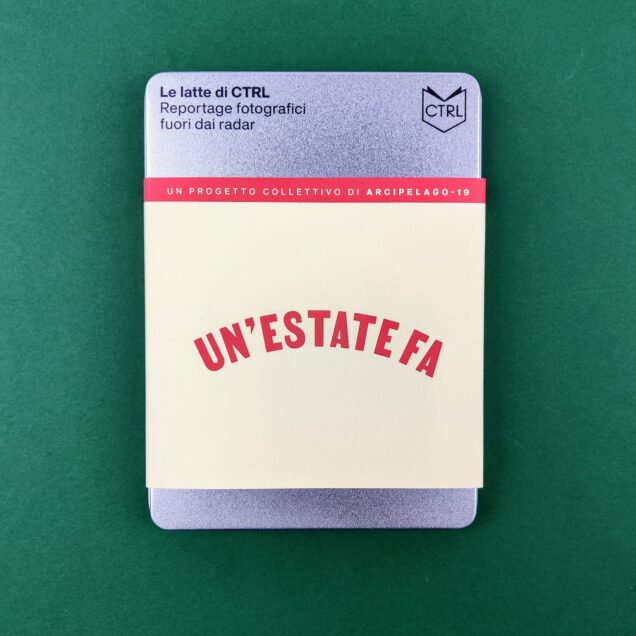 Le latte di CTRL
Reportage fotografici
fuori dai radar
CTRL
UN PROGETTO COLLETTIVO DI ARCIPELAGO-19
UN'ESTATE FA